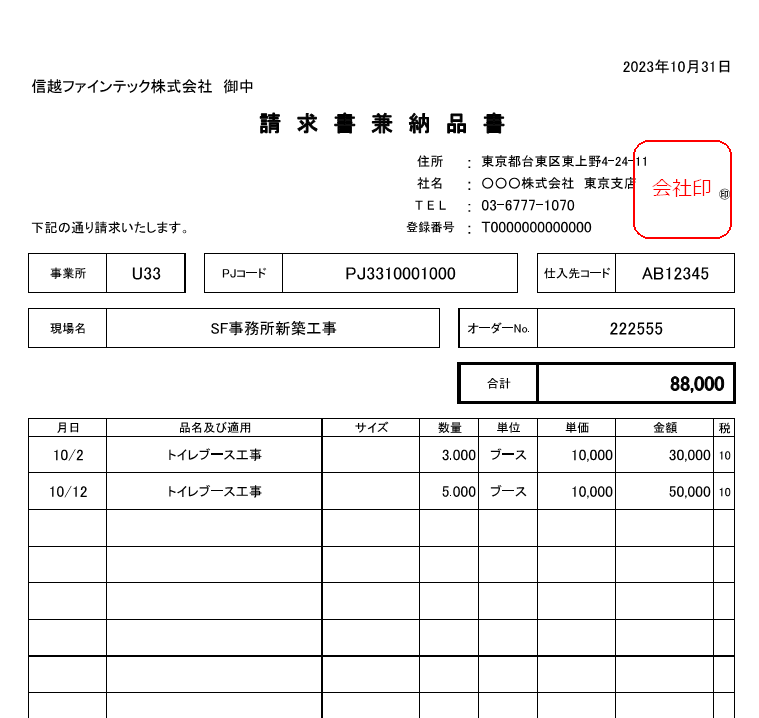 2023年10月31日
信越ファインテック株式会社 御中
請求書兼納品書
住所 : 東京都台東区東上野4-24-11
社名 : 〇〇〇株式会社 東京支店
会社印 ㊞
TEL : 03-6777-1070
下記の通り請求いたします。
登録番号 : T0000000000000
事業所 U33 PJコード PJ3310001000 仕入先コード AB12345
現場名 SF事務所新築工事 オーダーNo. 222555
合計 88,000
月日 品名及び適用 サイズ 数量 単位 単価 金額 税
10/2 トイレブース工事 3.000 ブース 10,000 30,000 10
10/12 トイレブース工事 5.000 ブース 10,000 50,000 10